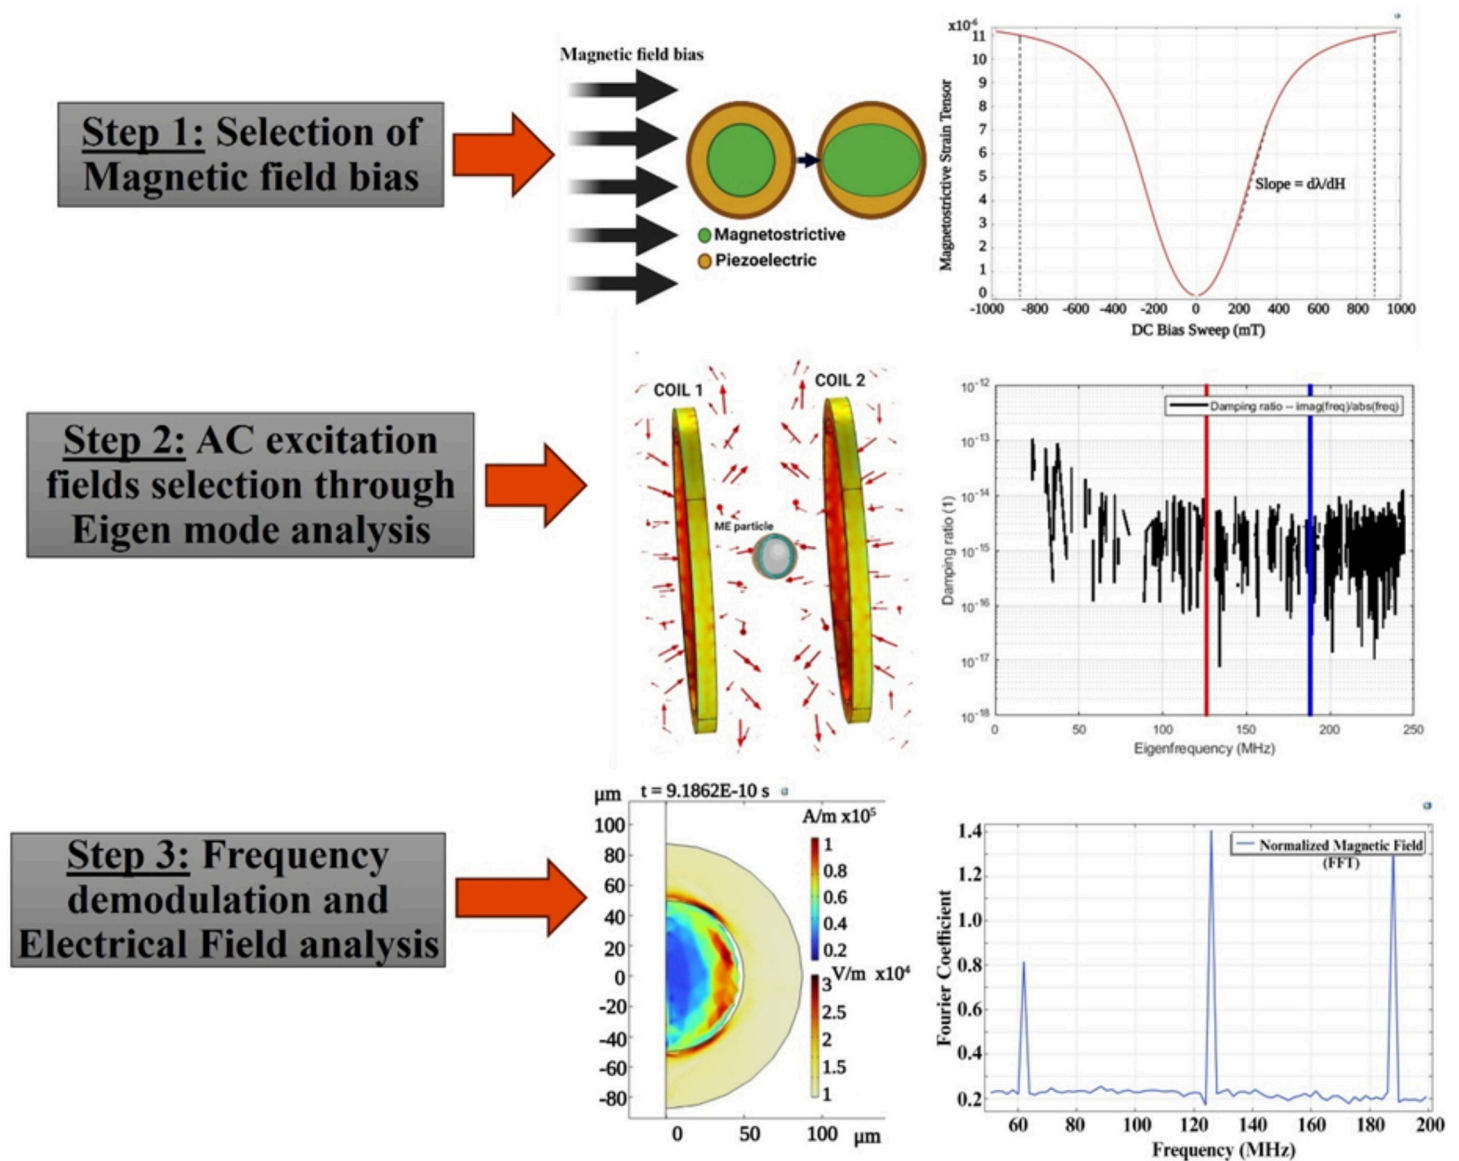 Step 1: Selection of
Magnetic field bias
Magnetic field bias
Magnetostrictive
Piezoelectric
x10⁻⁶
11
10
9
8
7
6
5
4
3
2
1
0
Magnetostrictive Strain Tensor
Slope = dλ/dH
-1000 -800 -600 -400 -200 0 200 400 600 800 1000
DC Bias Sweep (mT)
Step 2: AC excitation
fields selection through
Eigen mode analysis
COIL 1
COIL 2
ME particle
10⁻¹²
10⁻¹³
10⁻¹⁴
10⁻¹⁵
10⁻¹⁶
10⁻¹⁷
10⁻¹⁸
Damping ratio (1)
Damping ratio -- imag(freq)/abs(freq)
0 50 100 150 200 250
Eigenfrequency (MHz)
Step 3: Frequency
demodulation and
Electrical Field analysis
µm
t = 9.1862E-10 s
100
80
60
40
20
0
-20
-40
-60
-80
A/m x10⁵
1
0.8
0.6
0.4
0.2
V/m x10⁴
3
2.5
2
1.5
1
0 50 100 µm
1.4
1.2
1.0
0.8
0.6
0.4
0.2
Fourier Coefficient
Normalized Magnetic Field
(FFT)
60 80 100 120 140 160 180 200
Frequency (MHz)